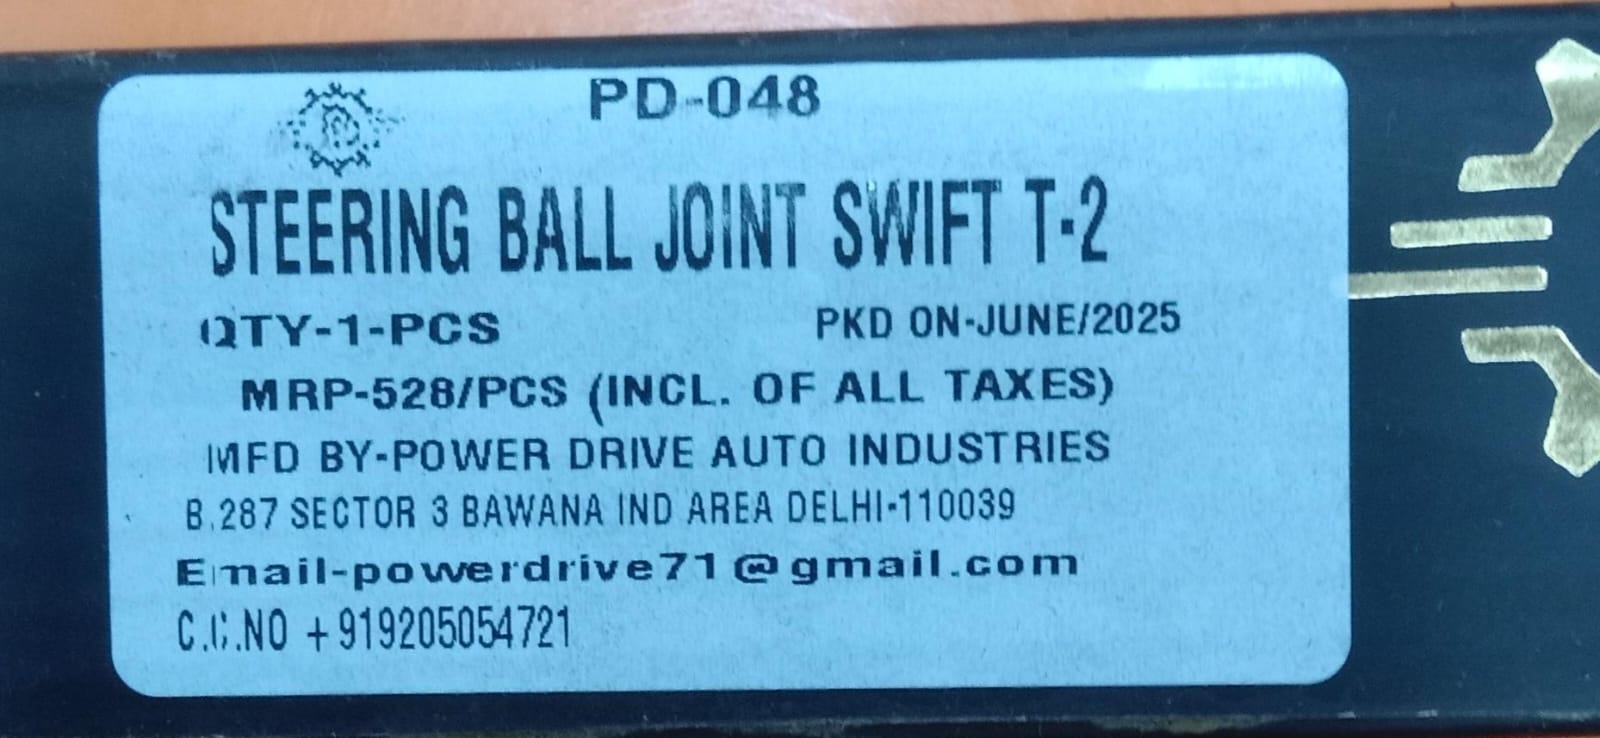 PD-048
STEERING BALL JOINT SWIFT T-2
QTY-1-PCS PKD ON-JUNE/2025
MRP-528/PCS (INCL. OF ALL TAXES)
MFD BY-POWER DRIVE AUTO INDUSTRIES
B.287 SECTOR 3 BAWANA IND AREA DELHI-110039
Email-powerdrive71@gmail.com
C.C.NO +919205054721